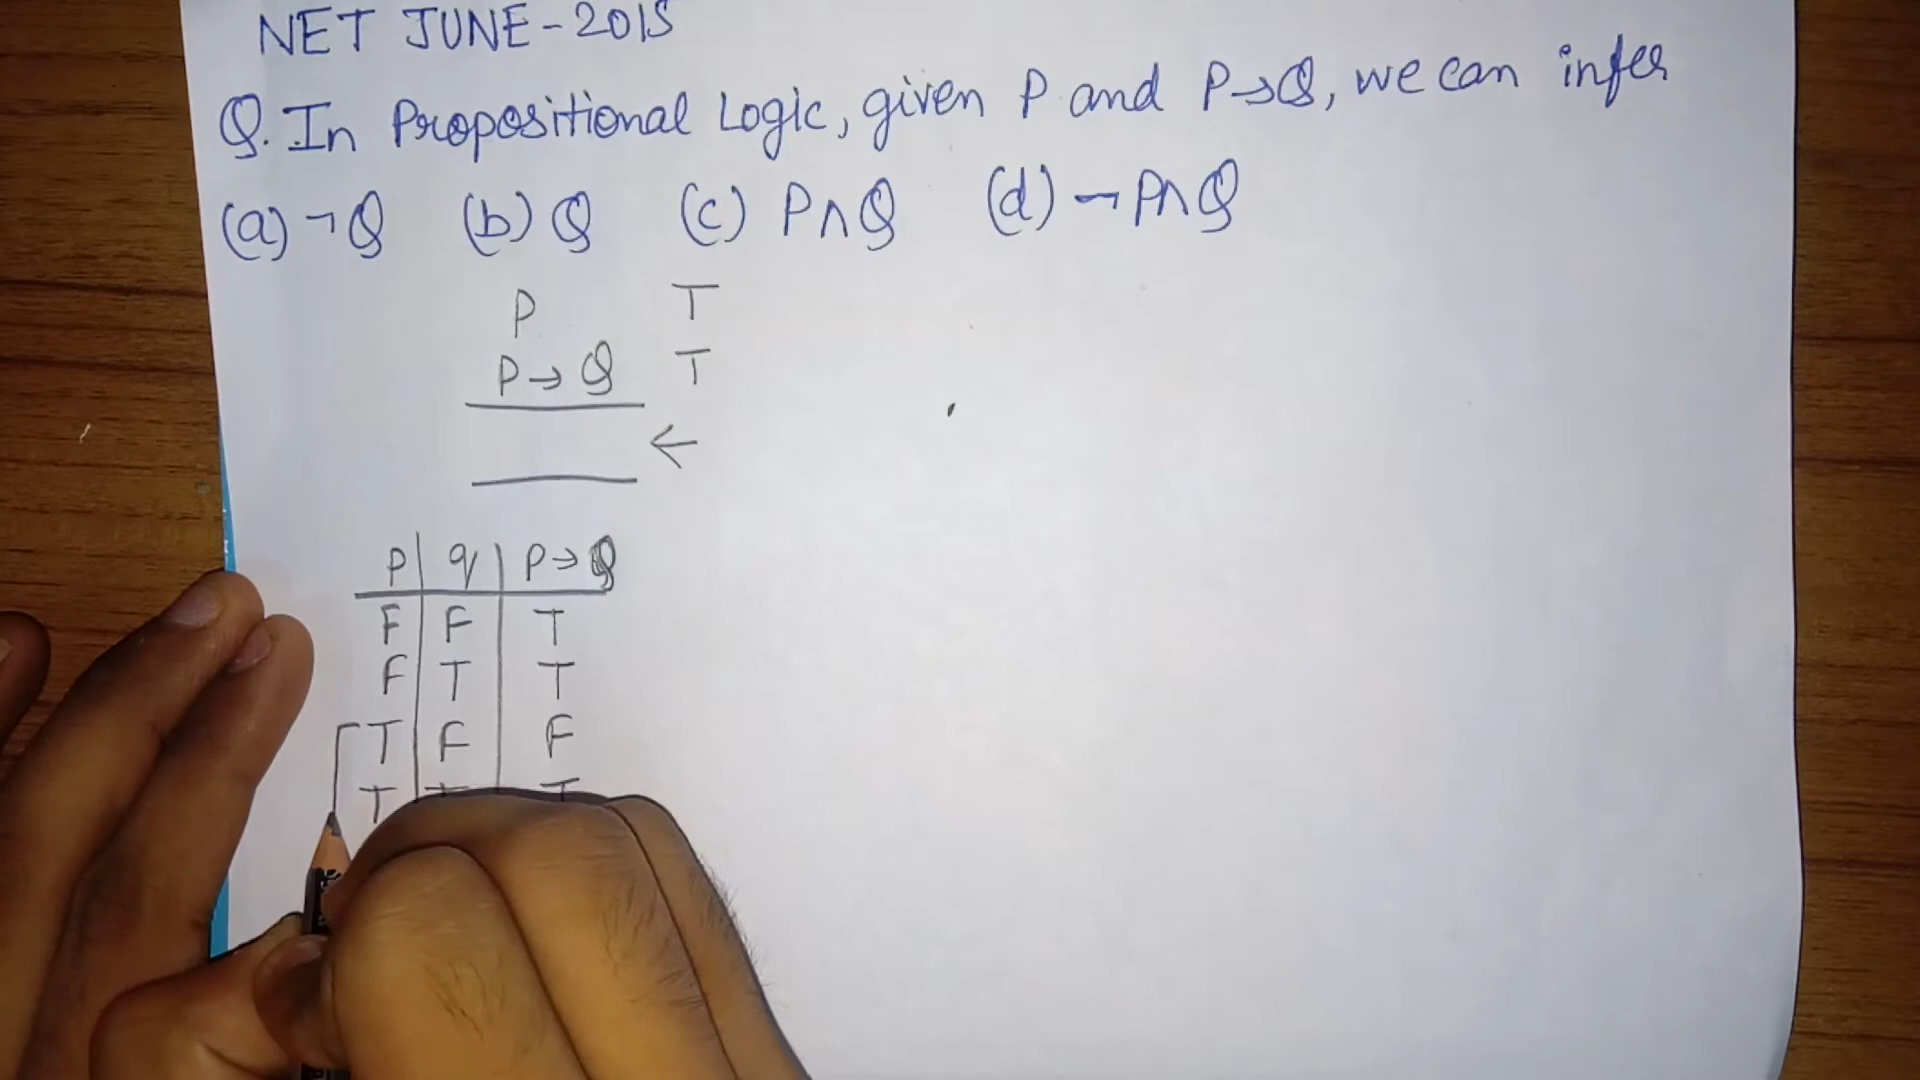 NET JUNE-2015
Q. In Propositional Logic, given P and P→Q, we can infer
(a) ¬Q (b) Q (c) P∧Q (d) ¬P∧Q
P T
P→Q T
←
P q P→Q
F F T
F T T
T F F
T T T